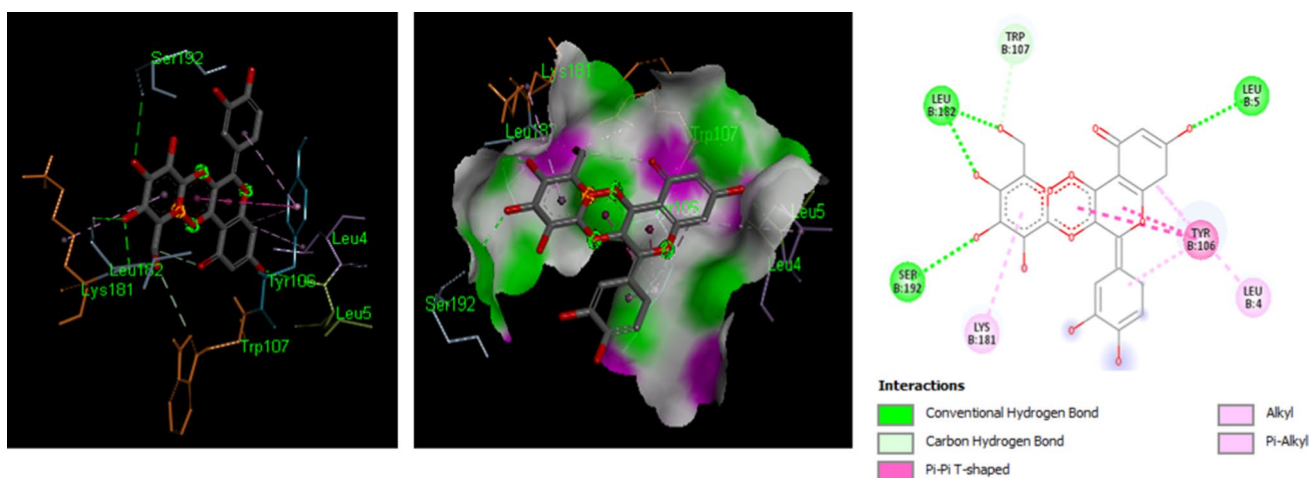 Ser192
Leu182
Lys181
Leu4
Tyr106
Leu5
Trp107
Lys181
Trp107
Leu5
Leu4
Ser192
TRP
B:107
LEU
B:182
LEU
B:5
TYR
B:106
SER
B:192
LEU
B:4
LYS
B:181
Interactions
Conventional Hydrogen Bond
Carbon Hydrogen Bond
Pi-Pi T-shaped
Alkyl
Pi-Alkyl